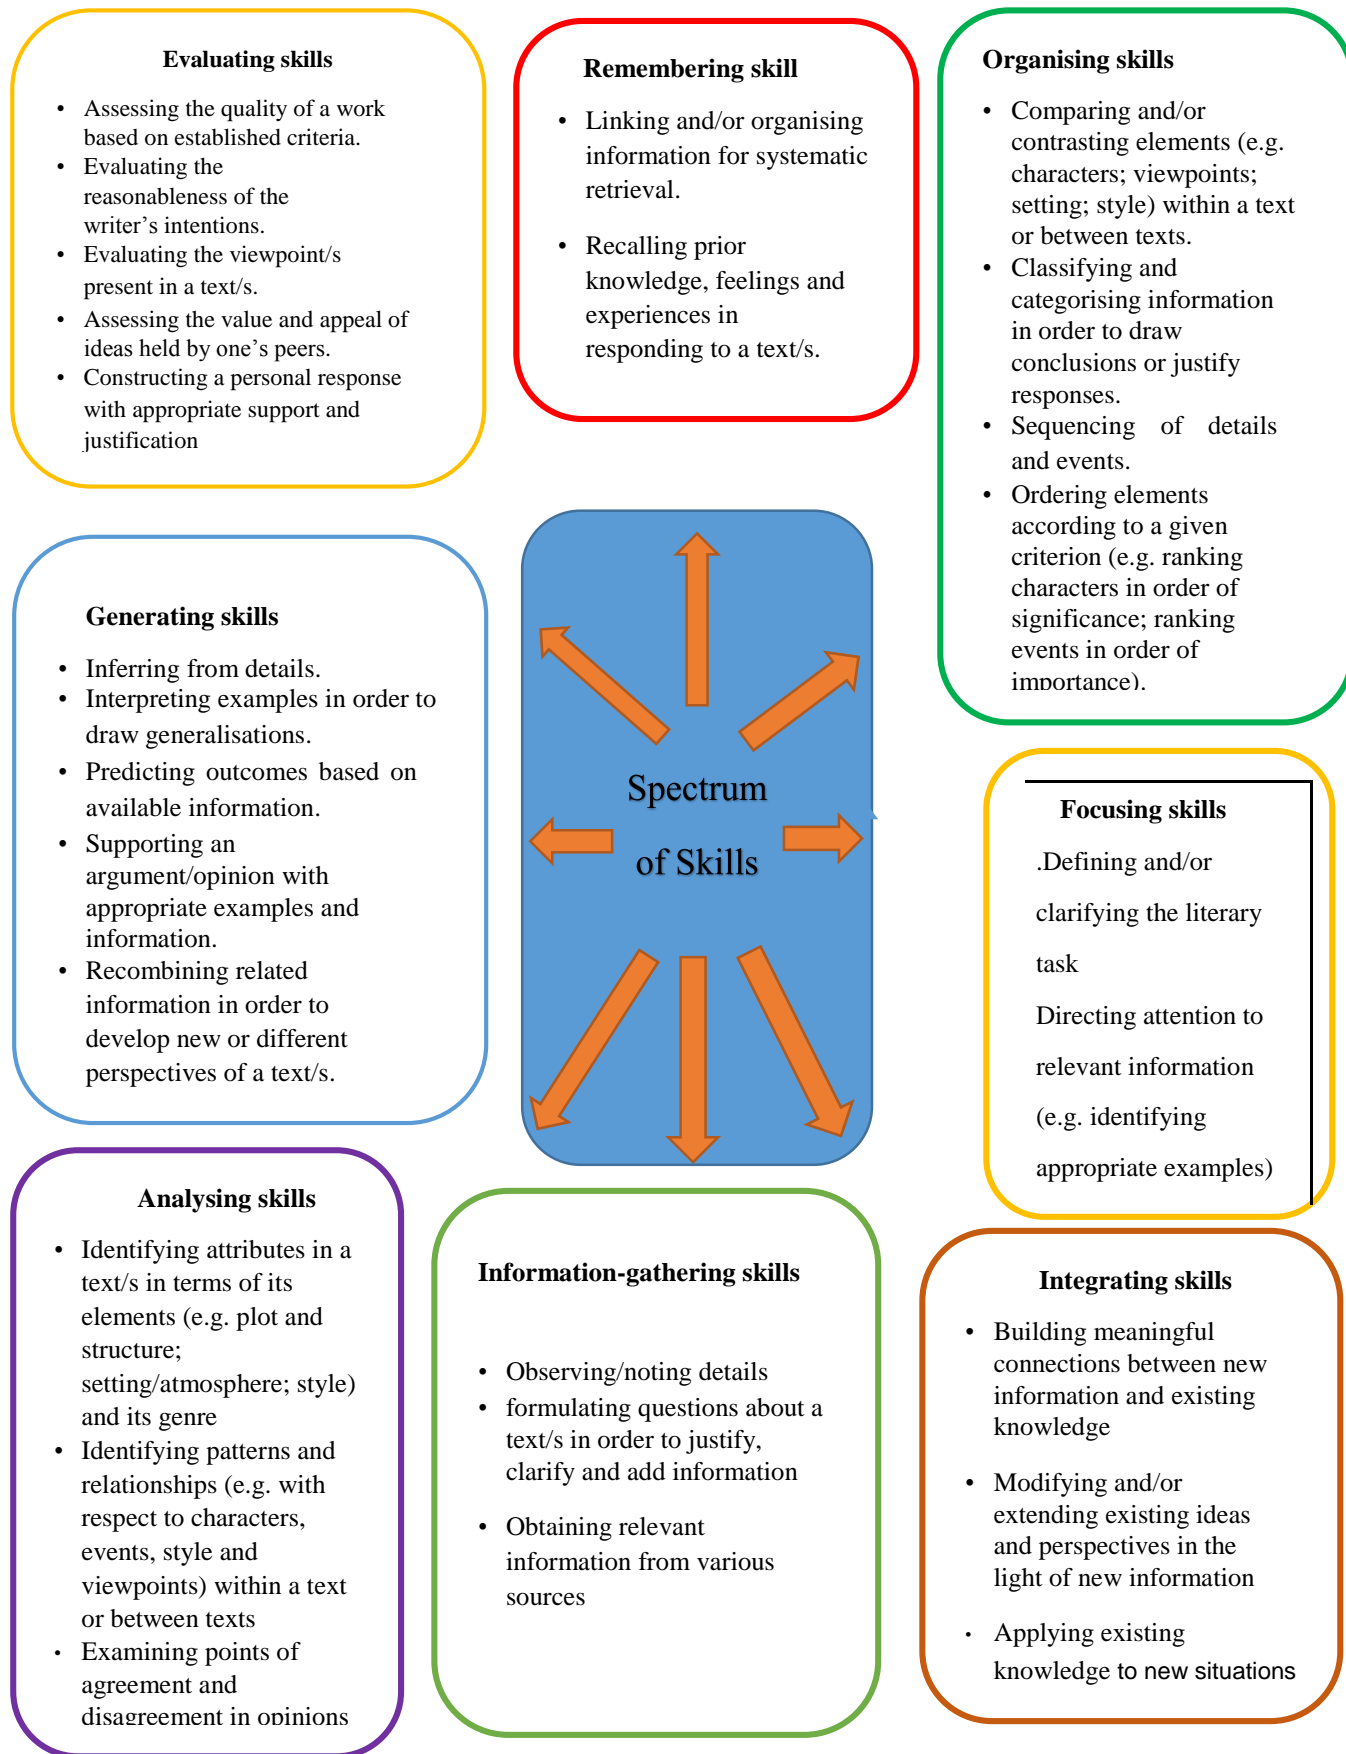 Evaluating skills
• Assessing the quality of a work
based on established criteria.
• Evaluating the
reasonableness of the
writer’s intentions.
• Evaluating the viewpoint/s
present in a text/s.
• Assessing the value and appeal of
ideas held by one’s peers.
• Constructing a personal response
with appropriate support and
justification
Remembering skill
• Linking and/or organising
information for systematic
retrieval.
• Recalling prior
knowledge, feelings and
experiences in
responding to a text/s.
Organising skills
• Comparing and/or
contrasting elements (e.g.
characters; viewpoints;
setting; style) within a text
or between texts.
• Classifying and
categorising information
in order to draw
conclusions or justify
responses.
• Sequencing of details
and events.
• Ordering elements
according to a given
criterion (e.g. ranking
characters in order of
significance; ranking
events in order of
importance).
Generating skills
• Inferring from details.
• Interpreting examples in order to
draw generalisations.
• Predicting outcomes based on
available information.
• Supporting an
argument/opinion with
appropriate examples and
information.
• Recombining related
information in order to
develop new or different
perspectives of a text/s.
Spectrum
of Skills
Focusing skills
.Defining and/or
clarifying the literary
task
Directing attention to
relevant information
(e.g. identifying
appropriate examples)
Analysing skills
• Identifying attributes in a
text/s in terms of its
elements (e.g. plot and
structure;
setting/atmosphere; style)
and its genre
• Identifying patterns and
relationships (e.g. with
respect to characters,
events, style and
viewpoints) within a text
or between texts
• Examining points of
agreement and
disagreement in opinions
Information-gathering skills
• Observing/noting details
• formulating questions about a
text/s in order to justify,
clarify and add information
• Obtaining relevant
information from various
sources
Integrating skills
• Building meaningful
connections between new
information and existing
knowledge
• Modifying and/or
extending existing ideas
and perspectives in the
light of new information
• Applying existing
knowledge to new situations